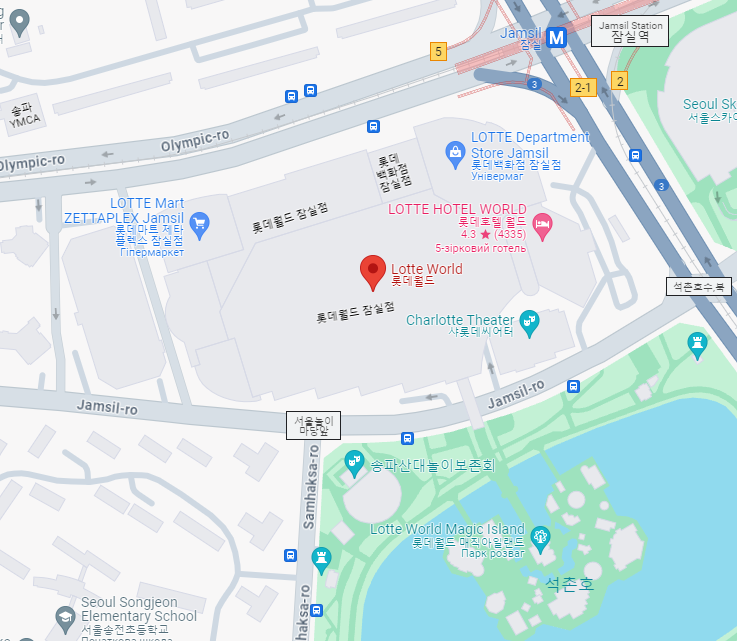 Jamsil Station
잠실역
Jamsil
잠실
M
5
3
2-1
2
Seoul Sk
서울스카이
송파
YMCA
Olympic-ro
Olympic-ro
LOTTE Department
Store Jamsil
롯데백화점 잠실점
Універмаг
롯데
백화점
잠실점
3
LOTTE Mart
ZETTAPLEX Jamsil
롯데마트 제타
플렉스 잠실점
Гіпермаркет
롯데월드 잠실점
LOTTE HOTEL WORLD
롯데호텔 월드
4.3 ★ (4335)
5-зірковий готель
Lotte World
롯데월드
석촌호수.북
롯데월드 잠실점
Charlotte Theater
샤롯데씨어터
Jamsil-ro
Jamsil-ro
서울놀이
마당앞
Samhaksa-ro
송파산대놀이보존회
Lotte World Magic Island
롯데월드 매직아일랜드
Парк розваг
석촌호
haksa-ro
Seoul Songjeon
Elementary School
서울송전초등학교
Початкова школа